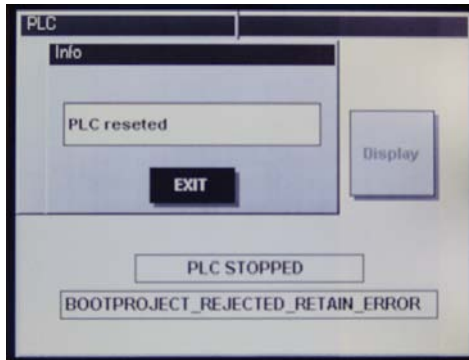 PLC
Info
PLC reseted
EXIT
Display
PLC STOPPED
BOOTPROJECT_REJECTED_RETAIN_ERROR